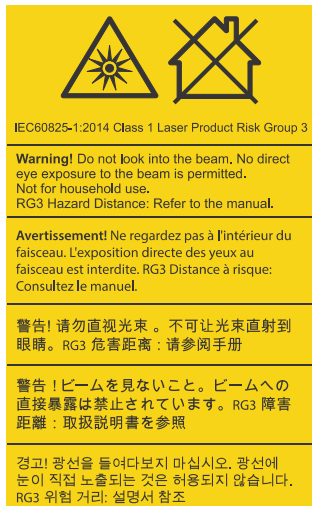 IEC60825-1:2014 Class 1 Laser Product Risk Group 3
Warning! Do not look into the beam. No direct
eye exposure to the beam is permitted.
Not for household use.
RG3 Hazard Distance: Refer to the manual.
Avertissement! Ne regardez pas à l'intérieur du
faisceau. L'exposition directe des yeux au
faisceau est interdite. RG3 Distance à risque:
Consultez le manuel.
警告! 请勿直视光束 。不可让光束直射到
眼睛。RG3 危害距离 : 请参阅手册
警告 ! ビームを見ないこと。ビームへの
直接暴露は禁止されています。RG3 障害
距離 : 取扱説明書を参照
경고! 광선을 들여다보지 마십시오. 광선에
눈이 직접 노출되는 것은 허용되지 않습니다.
RG3 위험 거리: 설명서 참조